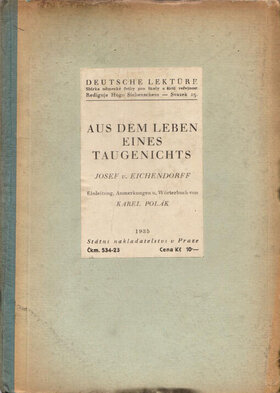 DEUTSCHE LEKTÜRE
Sbírka německé četby pro školy a širší veřejnost
Rediguje Hugo Siebenschein — Svazek 25
AUS DEM LEBEN
EINES
TAUGENICHTS
JOSEF v. EICHENDORFF
Einleitung, Anmerkungen u. Wörterbuch von
KAREL POLÁK
1935
Státní nakladatelství v Praze
Čkm. 534-23 Cena Kč 10·—